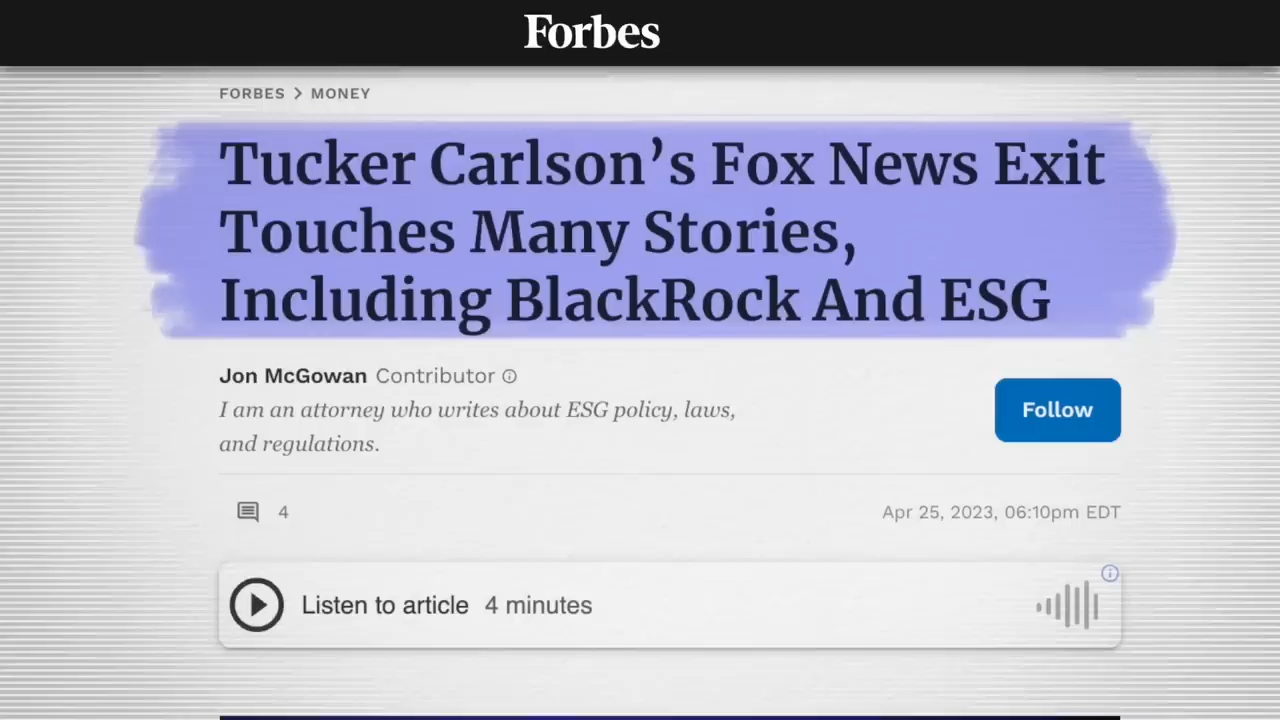 Forbes
FORBES > MONEY
Tucker Carlson’s Fox News Exit
Touches Many Stories,
Including BlackRock And ESG
Jon McGowan Contributor
I am an attorney who writes about ESG policy, laws,
and regulations.
Follow
4
Apr 25, 2023, 06:10pm EDT
Listen to article 4 minutes